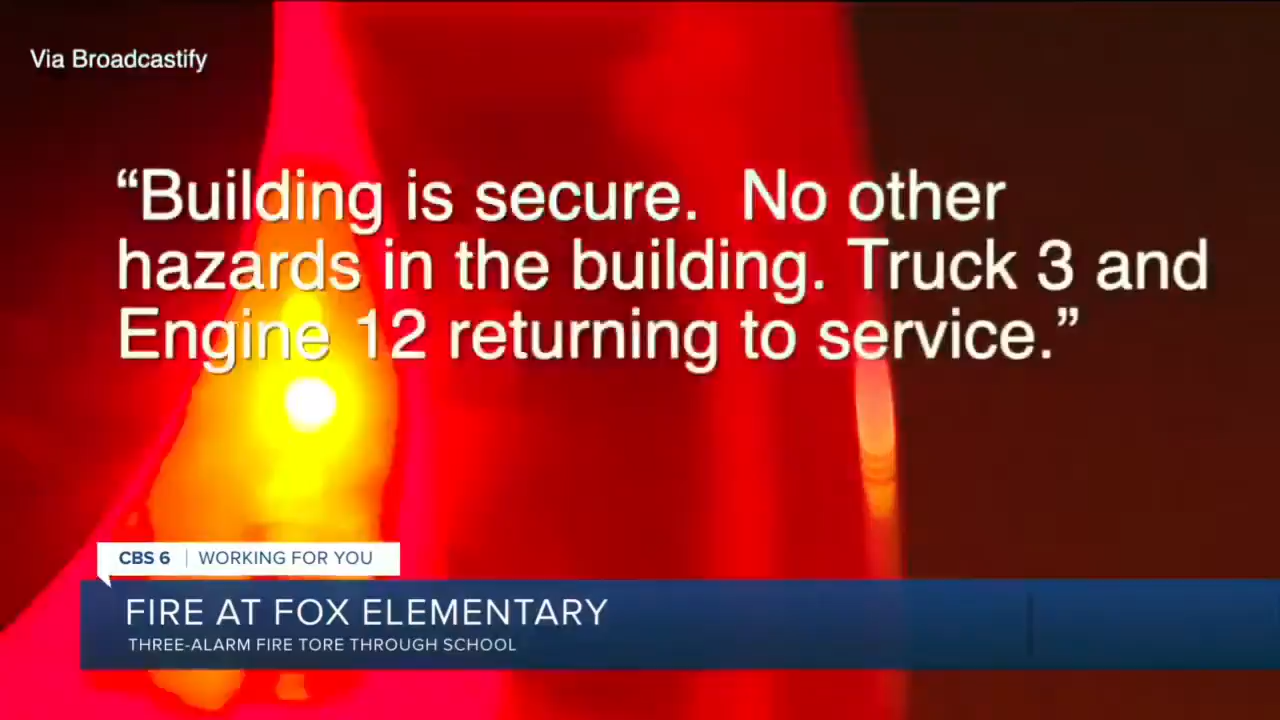 Via Broadcastify
“Building is secure.  No other
hazards in the building. Truck 3 and
Engine 12 returning to service.”
CBS 6 | WORKING FOR YOU
FIRE AT FOX ELEMENTARY
THREE-ALARM FIRE TORE THROUGH SCHOOL